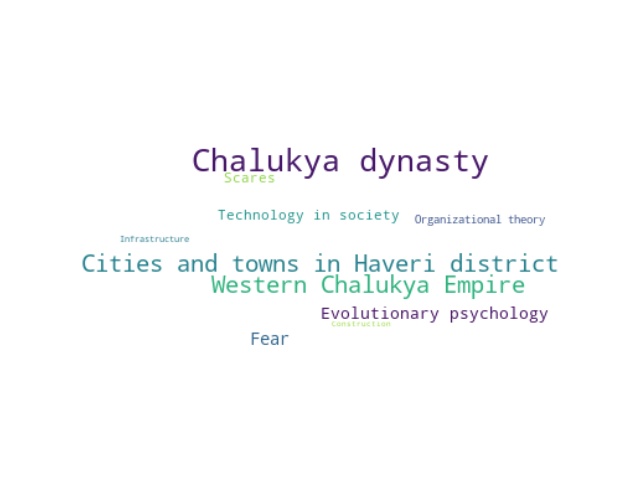 Chalukya dynasty
Scares
Technology in society
Organizational theory
Infrastructure
Cities and towns in Haveri district
Western Chalukya Empire
Evolutionary psychology
Construction
Fear